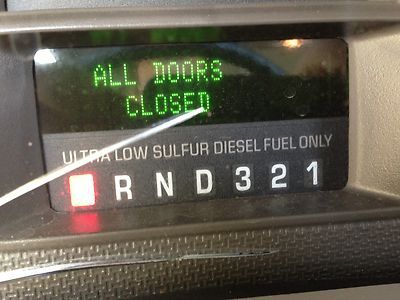 ALL DOORS
CLOSED
ULTRA LOW SULFUR DIESEL FUEL ONLY
R N D 3 2 1